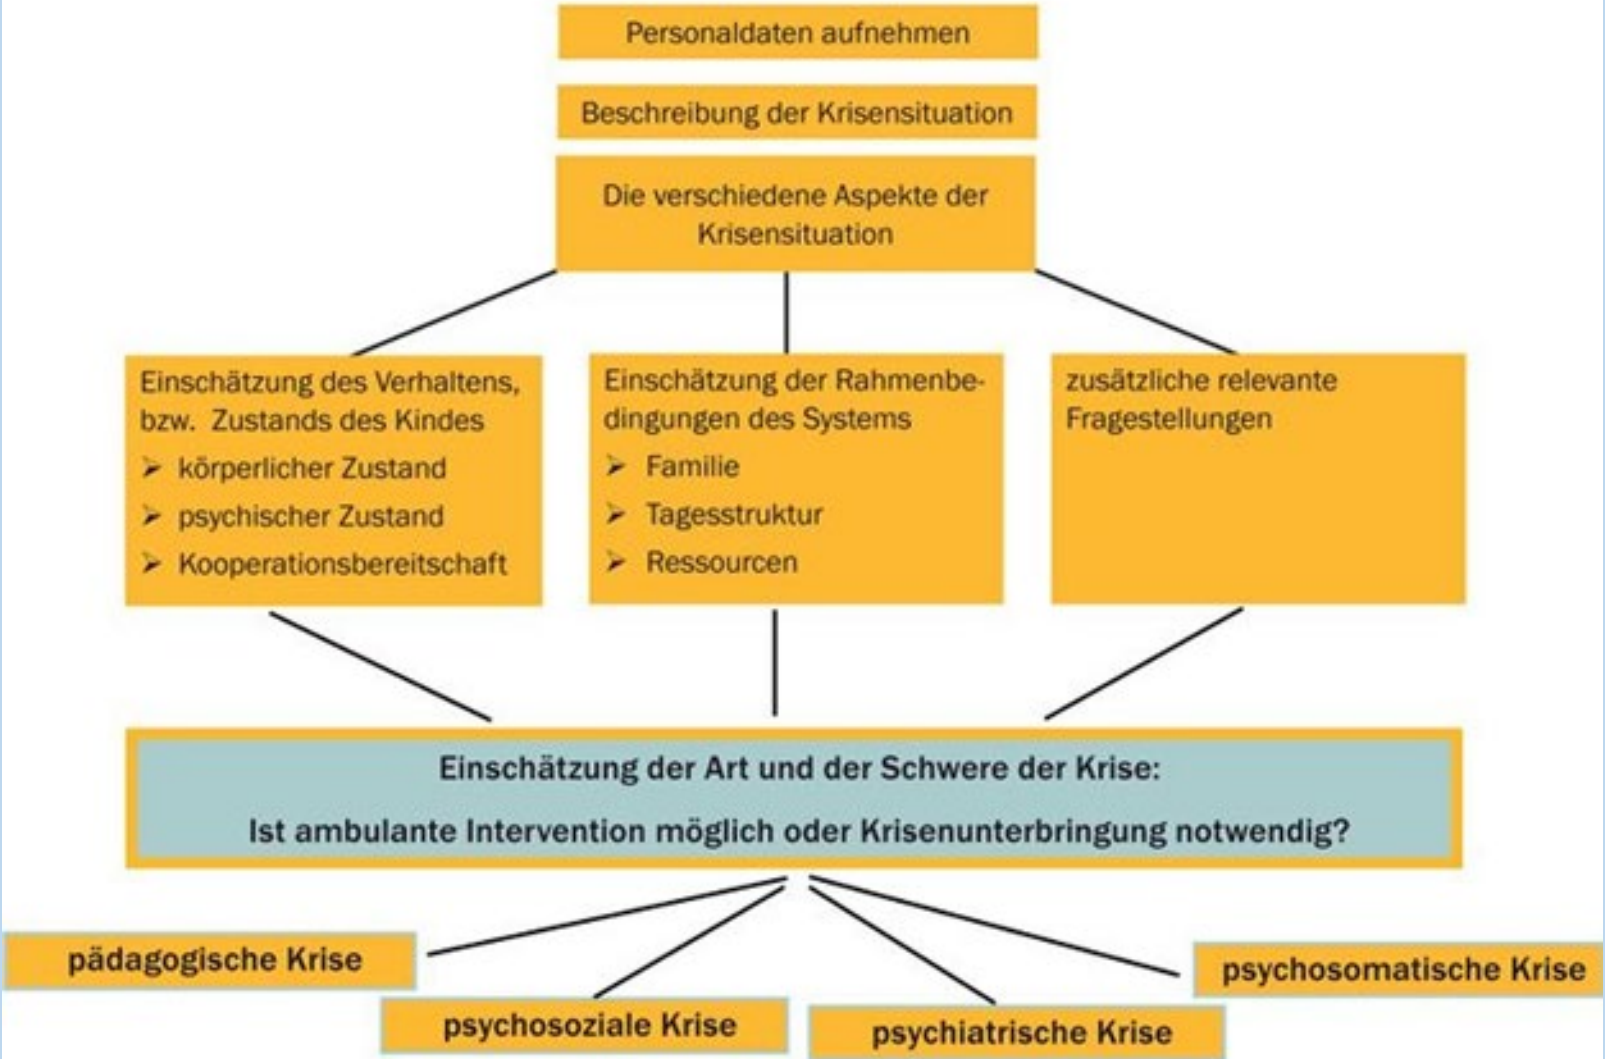 Personaldaten aufnehmen
Beschreibung der Krisensituation
Die verschiedene Aspekte der
Krisensituation
Einschätzung des Verhaltens,
bzw. Zustands des Kindes
➢ körperlicher Zustand
➢ psychischer Zustand
➢ Kooperationsbereitschaft
Einschätzung der Rahmenbe-
dingungen des Systems
➢ Familie
➢ Tagesstruktur
➢ Ressourcen
zusätzliche relevante
Fragestellungen
Einschätzung der Art und der Schwere der Krise:
Ist ambulante Intervention möglich oder Krisenunterbringung notwendig?
pädagogische Krise
psychosoziale Krise
psychiatrische Krise
psychosomatische Krise